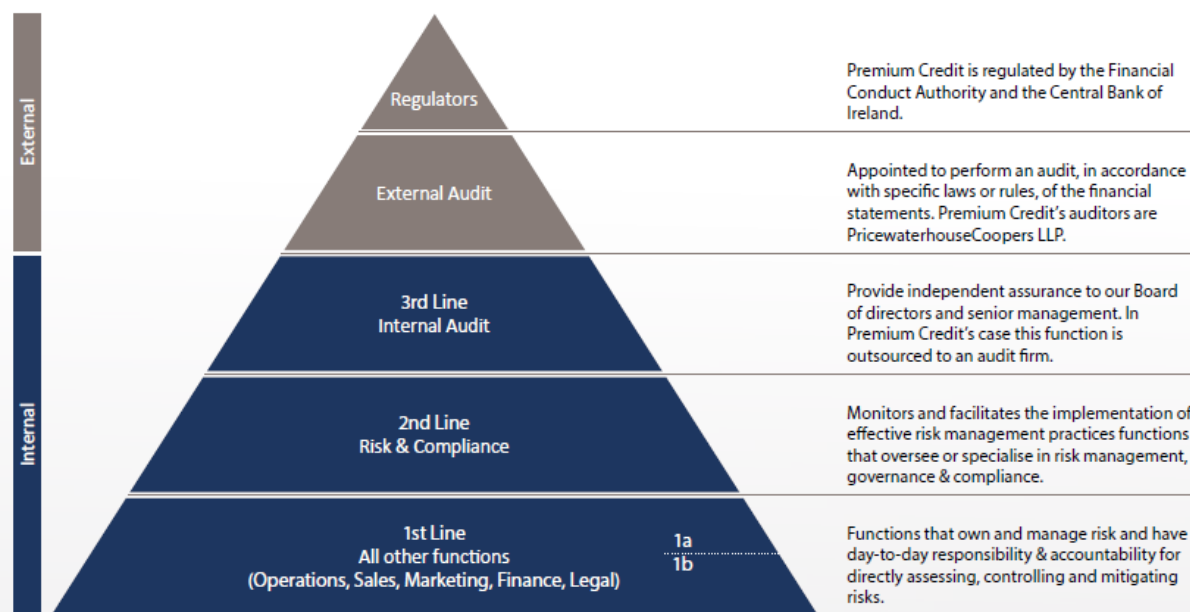 External
Regulators
Premium Credit is regulated by the Financial
Conduct Authority and the Central Bank of
Ireland.
External Audit
Appointed to perform an audit, in accordance
with specific laws or rules, of the financial
statements. Premium Credit's auditors are
PricewaterhouseCoopers LLP.
Internal
3rd Line
Internal Audit
Provide independent assurance to our Board
of directors and senior management. In
Premium Credit's case this function is
outsourced to an audit firm.
2nd Line
Risk & Compliance
Monitors and facilitates the implementation of
effective risk management practices functions
that oversee or specialise in risk management,
governance & compliance.
1st Line
All other functions
(Operations, Sales, Marketing, Finance, Legal)
1a
1b
Functions that own and manage risk and have
day-to-day responsibility & accountability for
directly assessing, controlling and mitigating
risks.